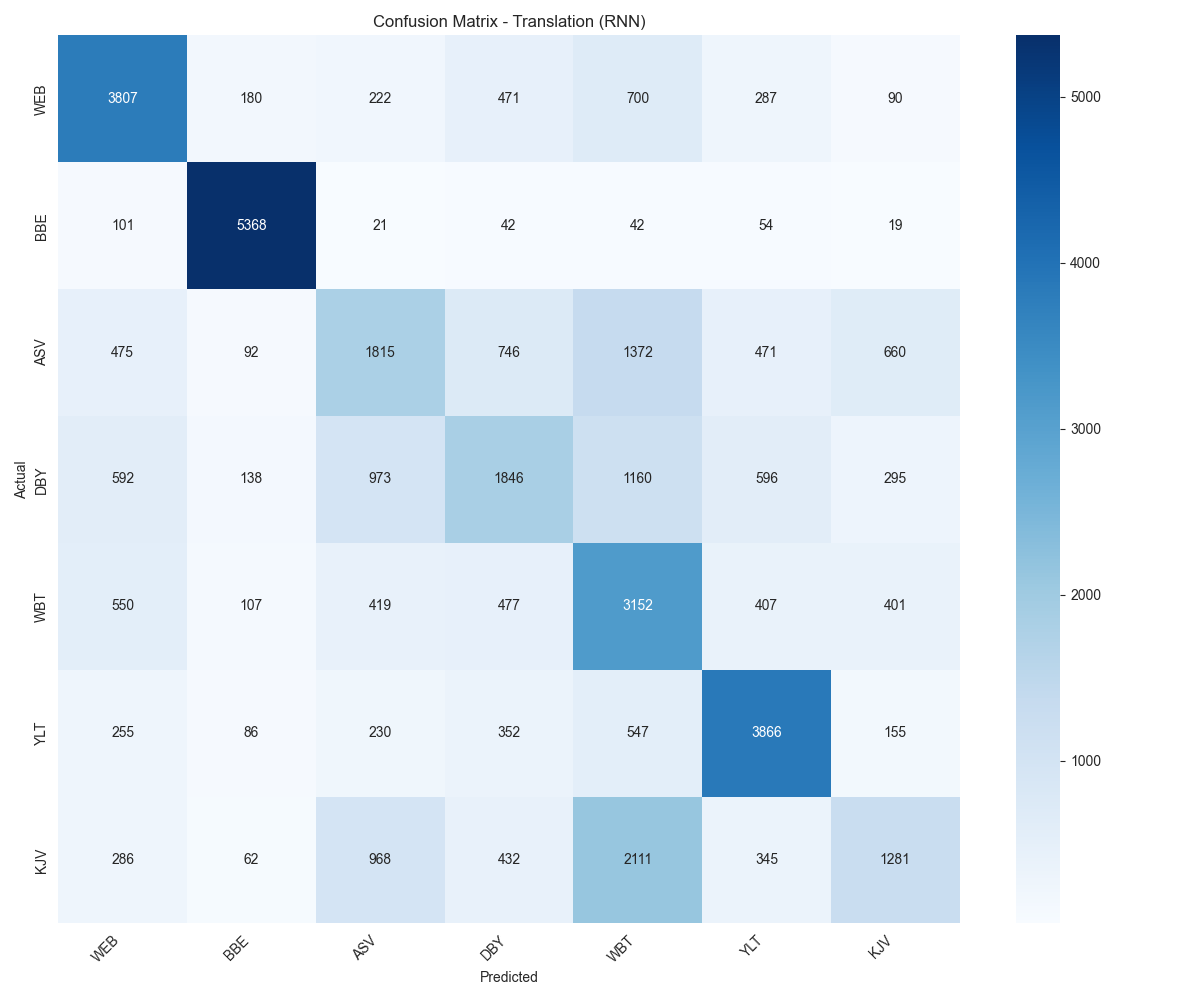 Confusion Matrix - Translation (RNN)
WEB 3807 180 222 471 700 287 90
BBE 101 5368 21 42 42 54 19
ASV 475 92 1815 746 1372 471 660
DBY 592 138 973 1846 1160 596 295
WBT 550 107 419 477 3152 407 401
YLT 255 86 230 352 547 3866 155
KJV 286 62 968 432 2111 345 1281
WEB BBE ASV DBY WBT YLT KJV
Predicted
Actual
5000
4000
3000
2000
1000